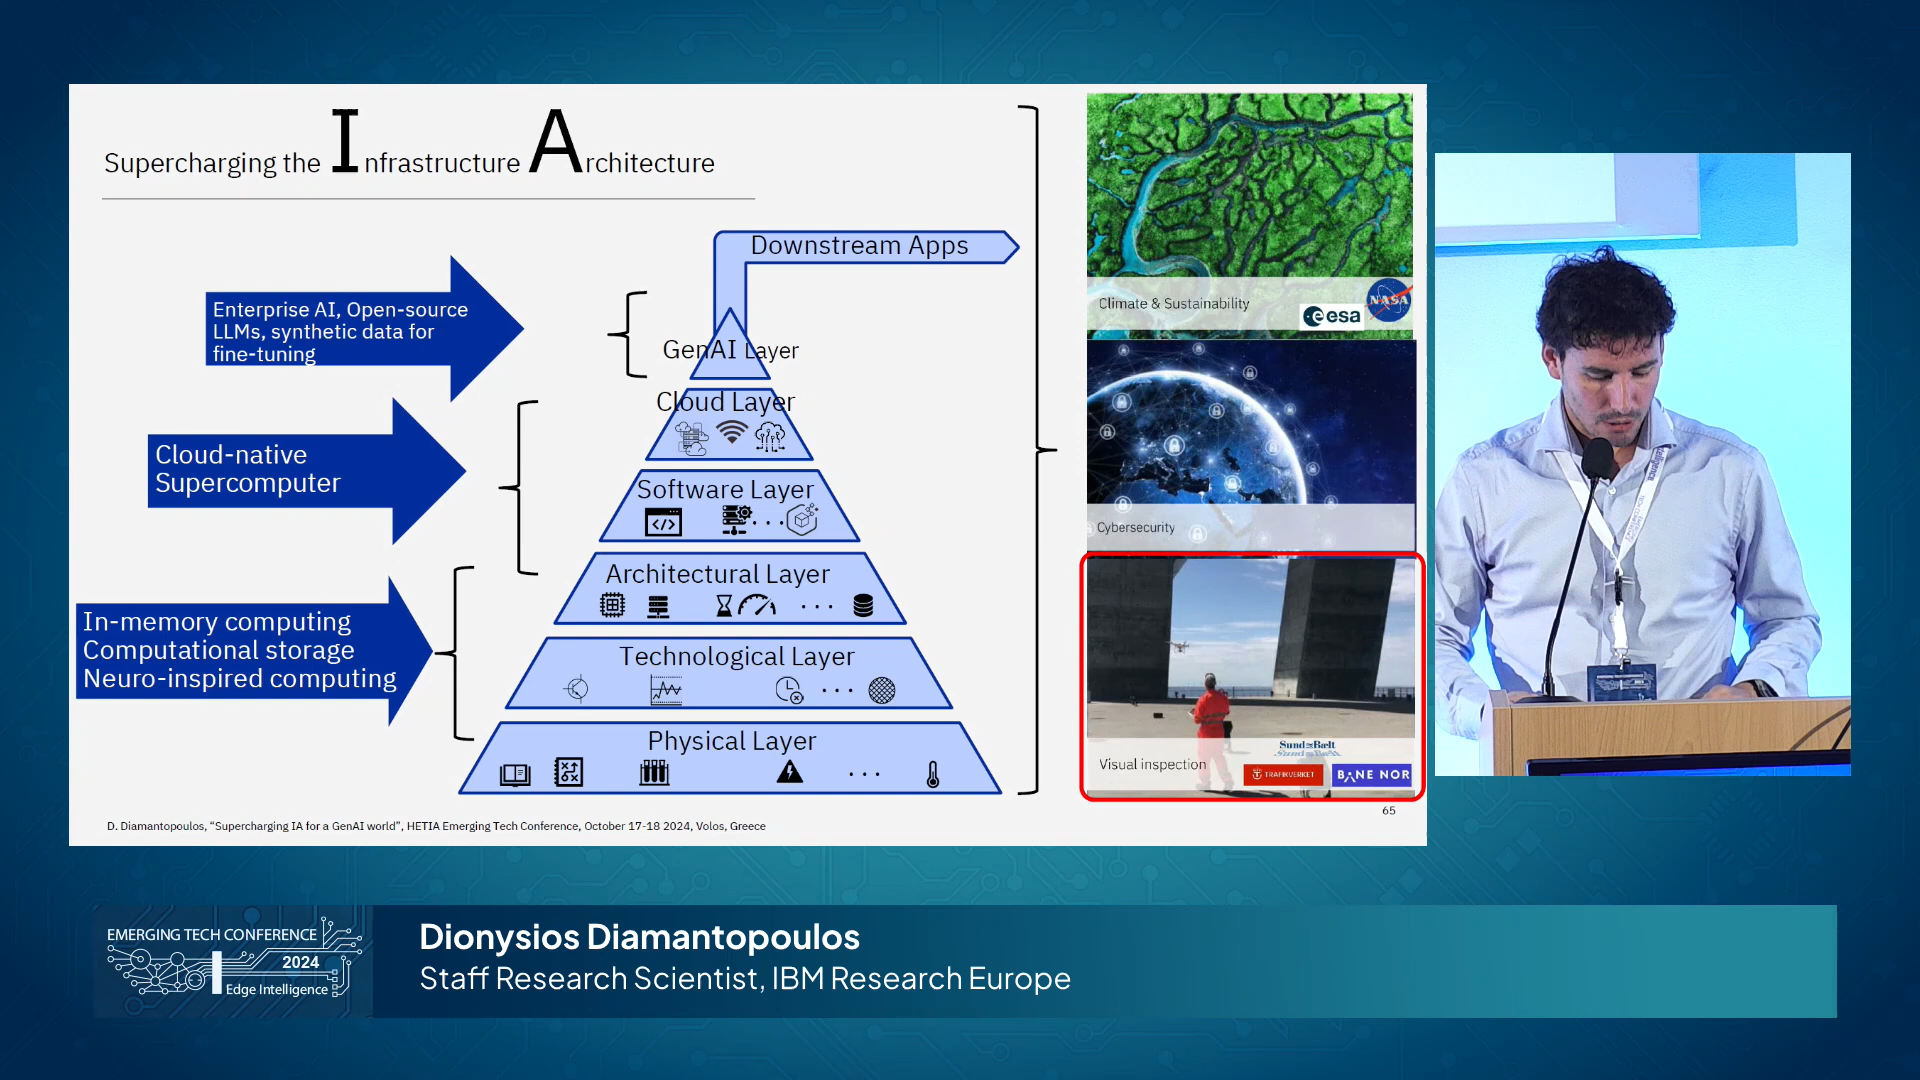 Supercharging the Infrastructure Architecture
Downstream Apps
Enterprise AI, Open-source
LLMs, synthetic data for
fine-tuning
GenAI Layer
Cloud Layer
Cloud-native
Supercomputer
Software Layer
</>
Architectural Layer
In-memory computing
Computational storage
Neuro-inspired computing
Technological Layer
Physical Layer
Climate & Sustainability
esa
NASA
Cybersecurity
Visual inspection
Sund≈Bælt
TRAFIKVERKET
BANE NOR
65
D. Diamantopoulos, “Supercharging IA for a GenAI world”, HETIA Emerging Tech Conference, October 17-18 2024, Volos, Greece
EMERGING TECH CONFERENCE
2024
Edge Intelligence
Dionysios Diamantopoulos
Staff Research Scientist, IBM Research Europe